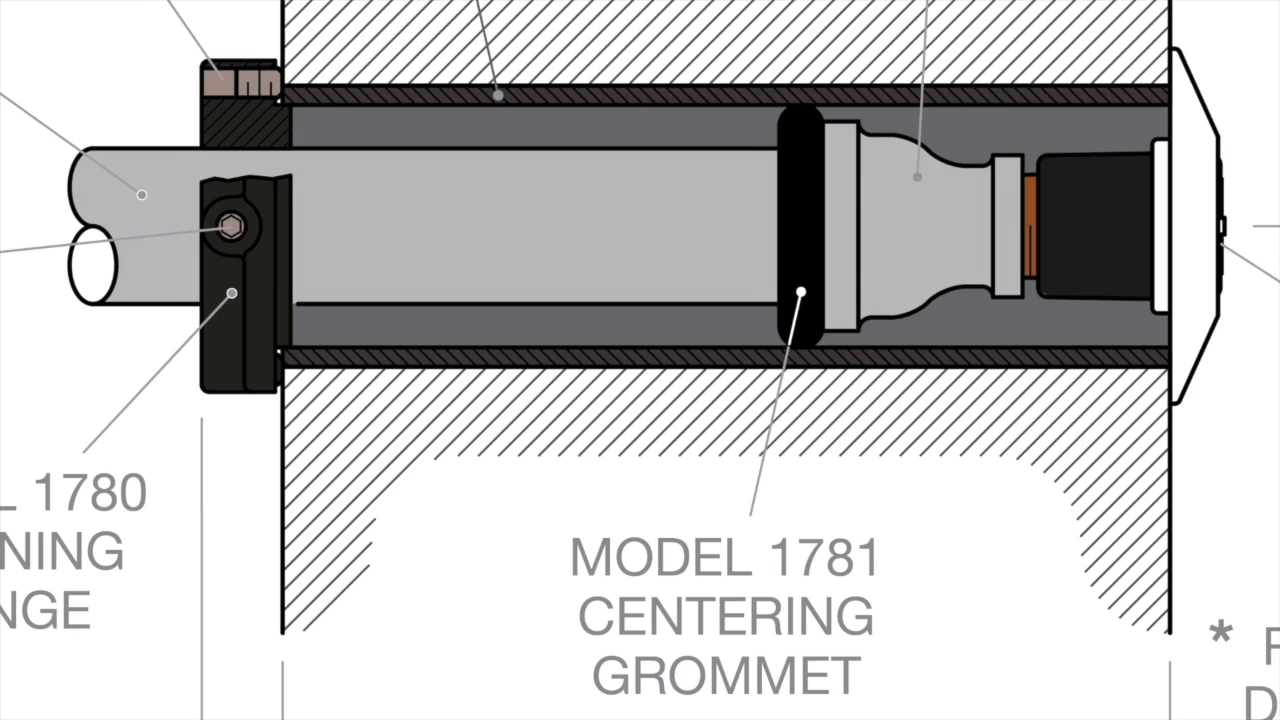 L 1780
NING
NGE
MODEL 1781
CENTERING
GROMMET
*
D